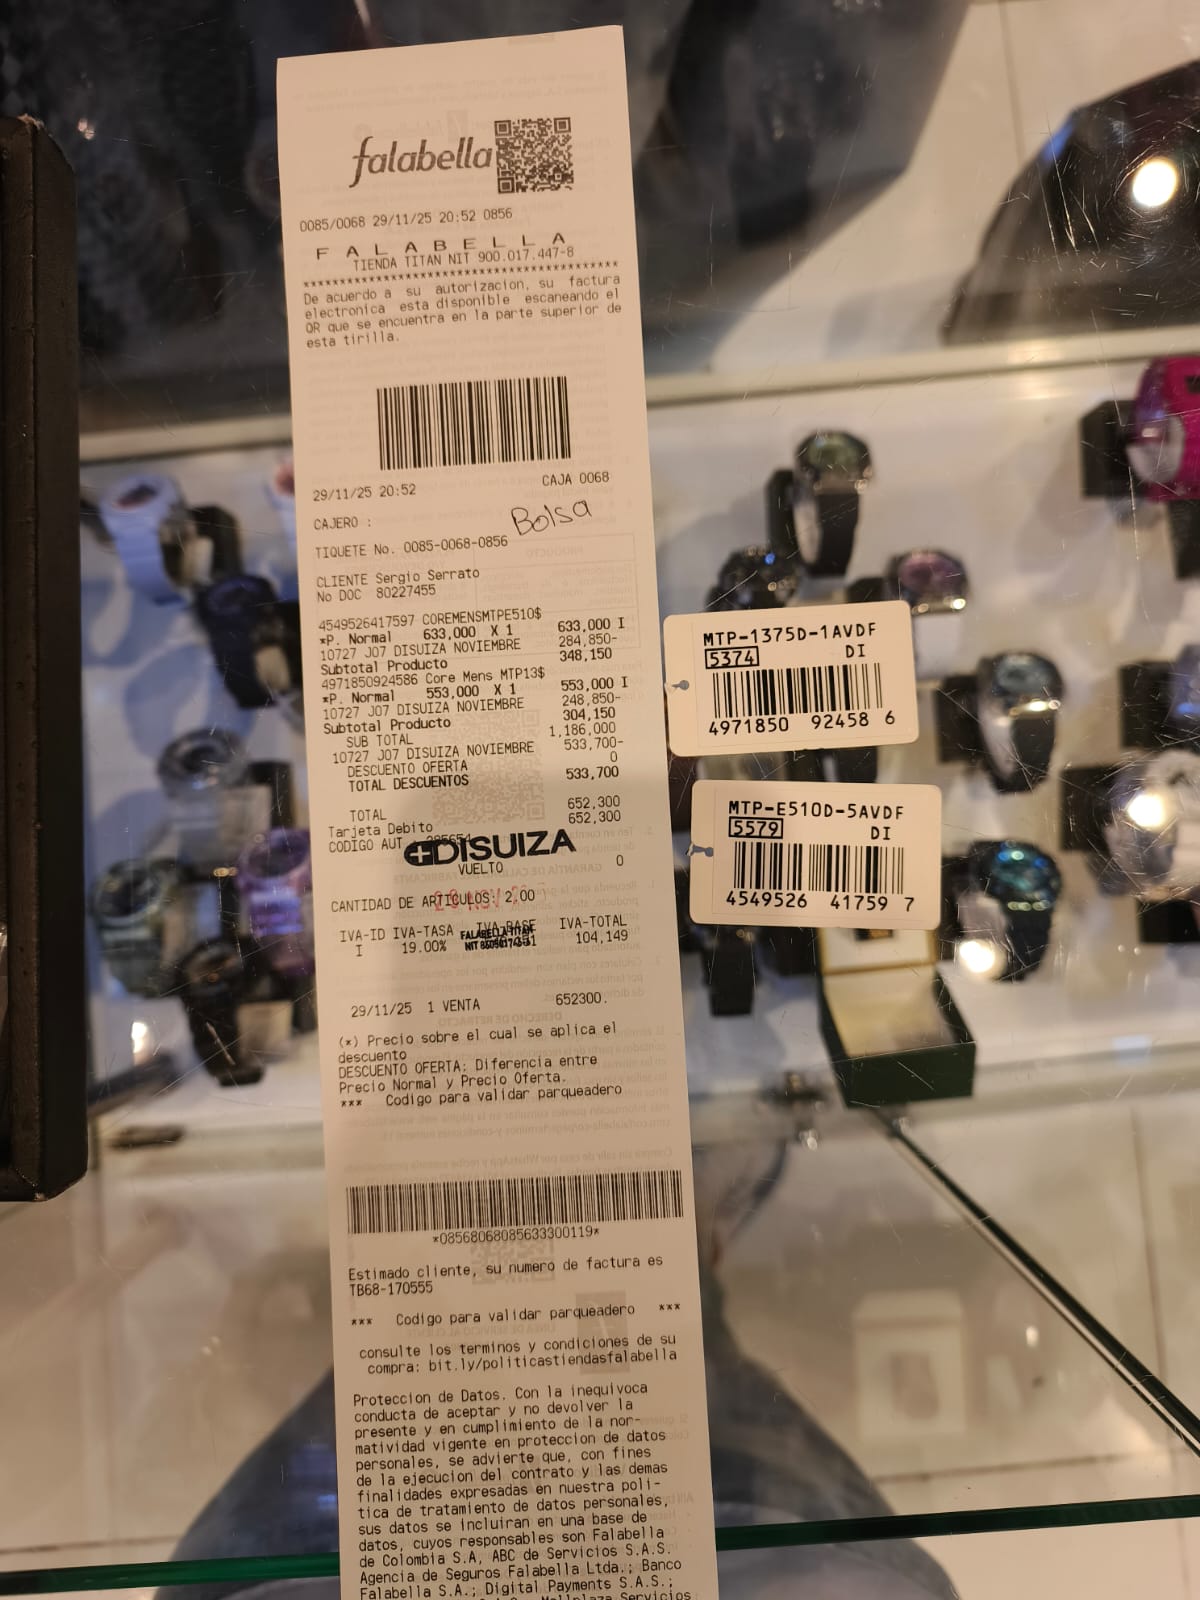 falabella
0085/0068 29/11/25 20:52 0856
F A L A B E L L A
TIENDA TITAN NIT 900.017.447-8
************************************
De acuerdo a su autorizacion, su factura
electronica esta disponible escaneando el
QR que se encuentra en la parte superior de
esta tirilla.
29/11/25 20:52 CAJA 0068
CAJERO :
Bolsa
TIQUETE No. 0085-0068-0856
CLIENTE Sergio Serrato
No DOC 80227455
4549526417597 COREMENSMTPE510$
*P. Normal 633,000 X 1 633,000 I
10727 J07 DISUIZA NOVIEMBRE 284,850-
Subtotal Producto 348,150
4971850924586 Core Mens MTP13$
*P. Normal 553,000 X 1 553,000 I
10727 J07 DISUIZA NOVIEMBRE 248,850-
Subtotal Producto 304,150
SUB TOTAL 1,186,000
10727 J07 DISUIZA NOVIEMBRE 533,700-
DESCUENTO OFERTA 0
TOTAL DESCUENTOS 533,700
TOTAL 652,300
Tarjeta Debito 652,300
CODIGO AUT
DISUIZA
VUELTO 0
CANTIDAD DE ARTICULOS: 2,00
IVA-ID IVA-TASA IVA-BASE IVA-TOTAL
I 19.00% 104,149
FALABELLA TITAN
29/11/25 1 VENTA 652300.
(*) Precio sobre el cual se aplica el
descuento
DESCUENTO OFERTA: Diferencia entre
Precio Normal y Precio Oferta.
*** Codigo para validar parqueadero
*08568068085633300119*
Estimado cliente, su numero de factura es
TB68-170555
*** Codigo para validar parqueadero ***
consulte los terminos y condiciones de su
compra: bit.ly/politicastiendasfalabella
Proteccion de Datos. Con la inequivoca
conducta de aceptar y no devolver la
presente y en cumplimiento de la nor-
matividad vigente en proteccion de datos
personales, se advierte que, con fines
de la ejecucion del contrato y las demas
finalidades expresadas en nuestra poli-
tica de tratamiento de datos personales,
sus datos se incluiran en una base de
datos, cuyos responsables son Falabella
de Colombia S.A, ABC de Servicios S.A.S.
Agencia de Seguros Falabella Ltda.; Banco
Falabella S.A.; Digital Payments S.A.S.;
Mallplaza Servicios
MTP-1375D-1AVDF
5374 DI
4971850 92458 6
MTP-E510D-5AVDF
5579 DI
4549526 41759 7